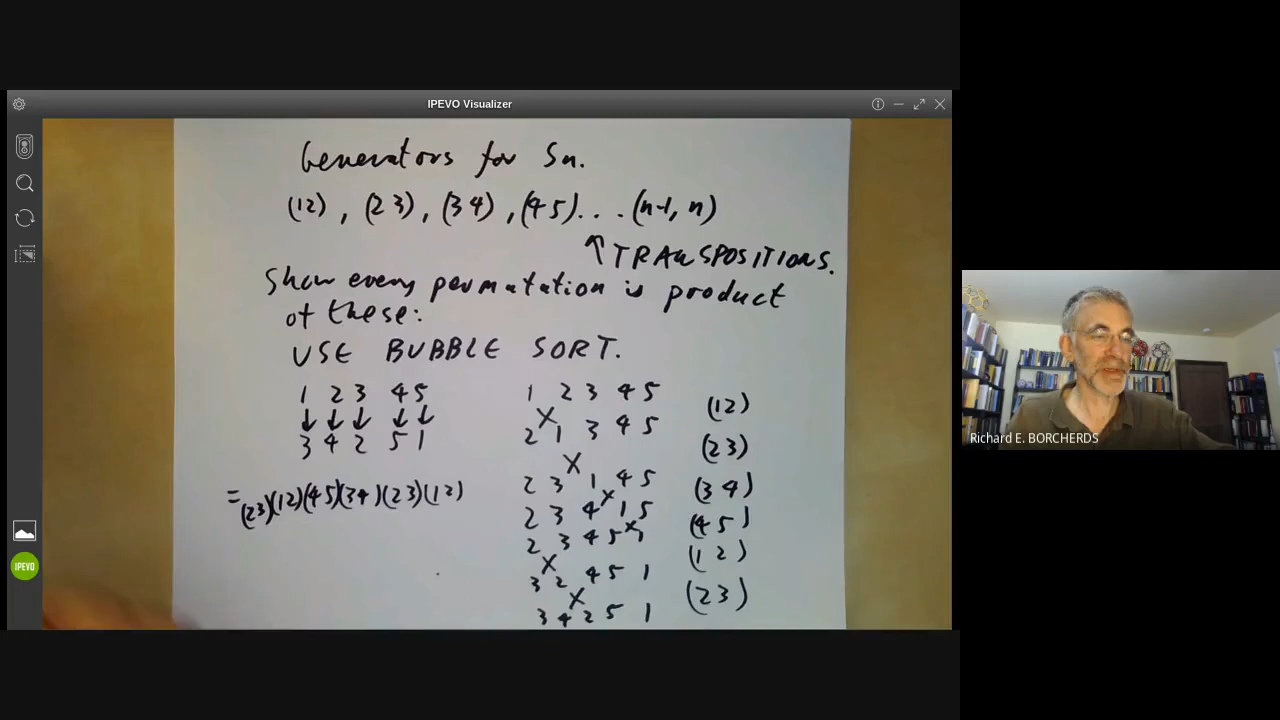 IPEVO Visualizer
Generators for Sn.
(12), (23), (34), (45)... (n-1, n)
↑ TRANSPOSITIONS.
Show every permutation is product
of these:
USE BUBBLE SORT.
1 2 3 4 5
↓ ↓ ↓ ↓ ↓
3 4 2 5 1
= (23)(12)(45)(34)(23)(12)
1 2 3 4 5
(12)
2 1 3 4 5
(23)
2 3 1 4 5
(34)
2 3 4 1 5
(45)
2 3 4 5 1
(12)
3 2 4 5 1
(23)
3 4 2 5 1
IPEVO
Richard E. BORCHERDS